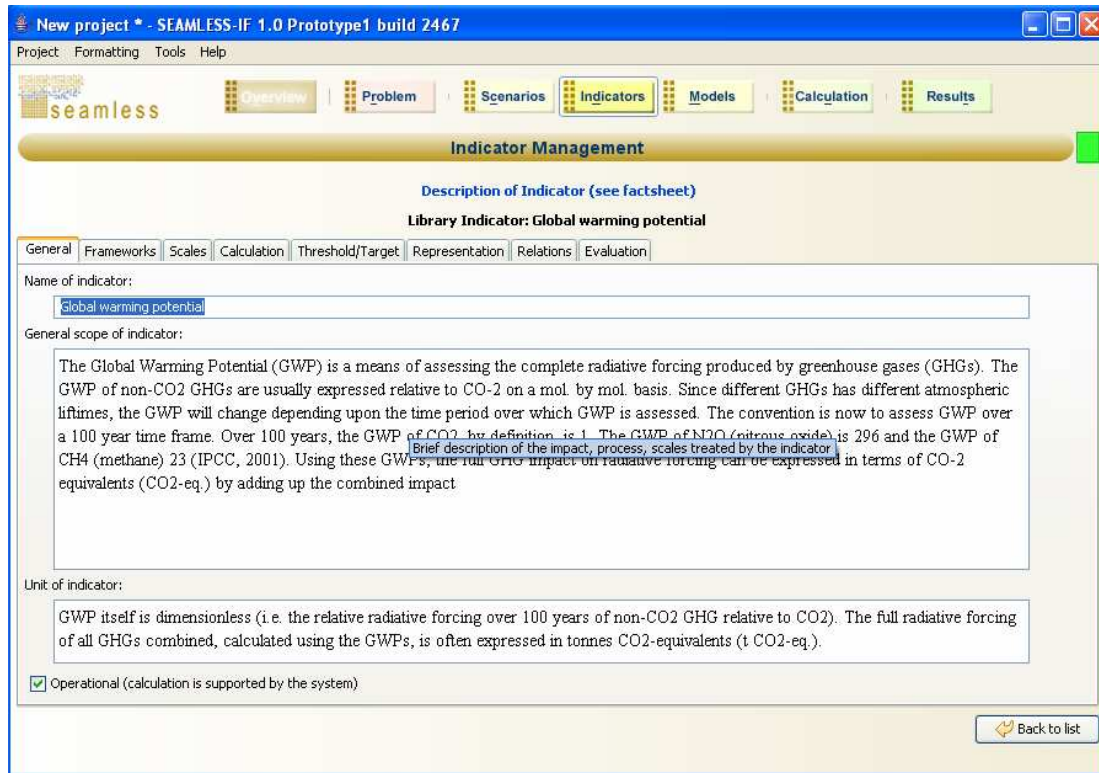 New project * - SEAMLESS-IF 1.0 Prototype1 build 2467
Project Formatting Tools Help
seamless
Overview Problem Scenarios Indicators Models Calculation Results
Indicator Management
Description of Indicator (see factsheet)
Library Indicator: Global warming potential
General Frameworks Scales Calculation Threshold/Target Representation Relations Evaluation
Name of indicator:
Global warming potential
General scope of indicator:
The Global Warming Potential (GWP) is a means of assessing the complete radiative forcing produced by greenhouse gases (GHGs). The
GWP of non-CO2 GHGs are usually expressed relative to CO-2 on a mol. by mol. basis. Since different GHGs has different atmospheric
liftimes, the GWP will change depending upon the time period over which GWP is assessed. The convention is now to assess GWP over
a 100 year time frame. Over 100 years, the GWP of CO2, by definition, is 1. The GWP of N2O (nitrous oxide) is 296 and the GWP of
Brief description of the impact, process, scales treated by the indicator
CH4 (methane) 23 (IPCC, 2001). Using these GWPs, the full GHG impact on radiative forcing can be expressed in terms of CO-2
equivalents (CO2-eq.) by adding up the combined impact
Unit of indicator:
GWP itself is dimensionless (i.e. the relative radiative forcing over 100 years of non-CO2 GHG relative to CO2). The full radiative forcing
of all GHGs combined, calculated using the GWPs, is often expressed in tonnes CO2-equivalents (t CO2-eq.).
Operational (calculation is supported by the system)
Back to list